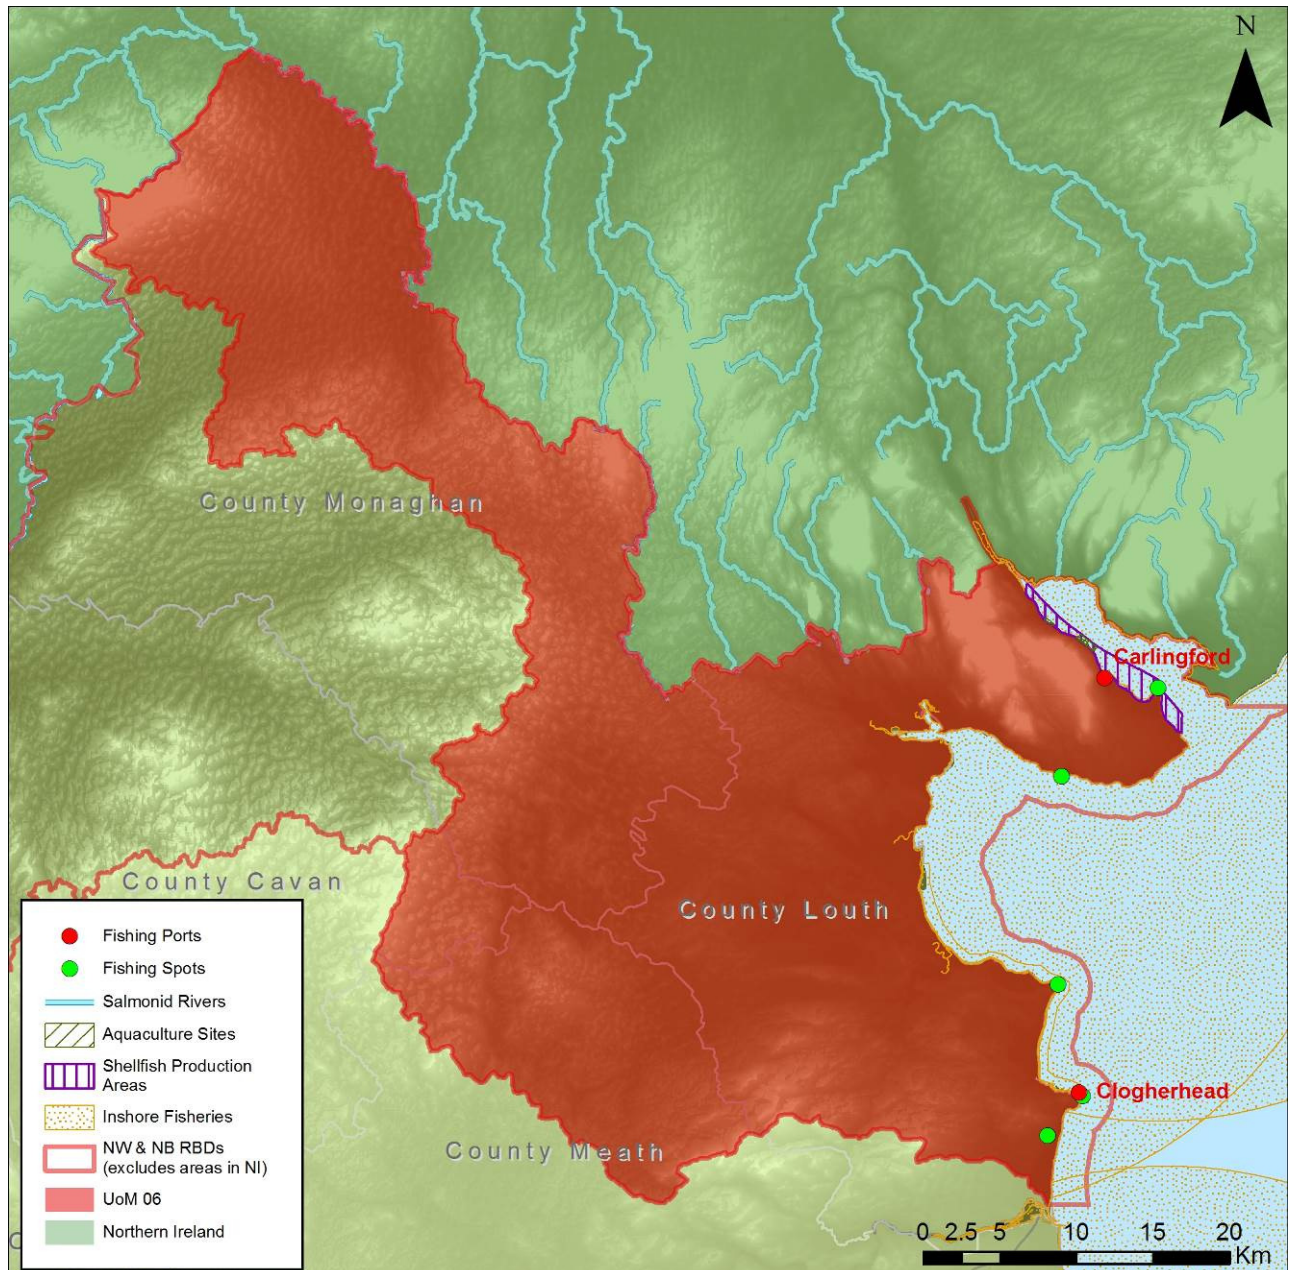 N
County Monaghan
Carlingford
County Cavan
County Louth
Fishing Ports
Fishing Spots
Salmonid Rivers
Aquaculture Sites
Shellfish Production
Areas
Inshore Fisheries
NW & NB RBDs
(excludes areas in NI)
UoM 06
Northern Ireland
Clogherhead
County Meath
0 2.5 5 10 15 20
Km